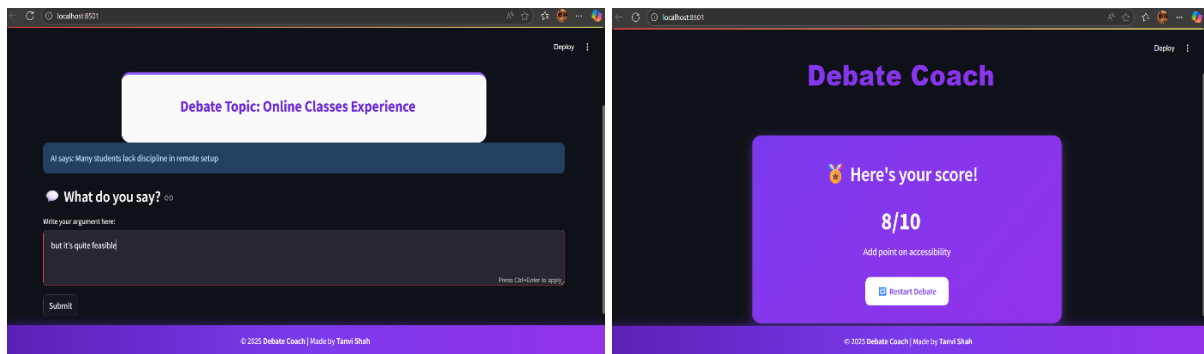 localhost:8501
Deploy
Debate Topic: Online Classes Experience
AI says: Many students lack discipline in remote setup
What do you say?
Write your argument here:
but it's quite feasible
Press Ctrl+Enter to apply
Submit
© 2025 Debate Coach | Made by Tanvi Shah
localhost:8501
Deploy
Debate Coach
Here's your score!
8/10
Add point on accessibility
Restart Debate
© 2025 Debate Coach | Made by Tanvi Shah